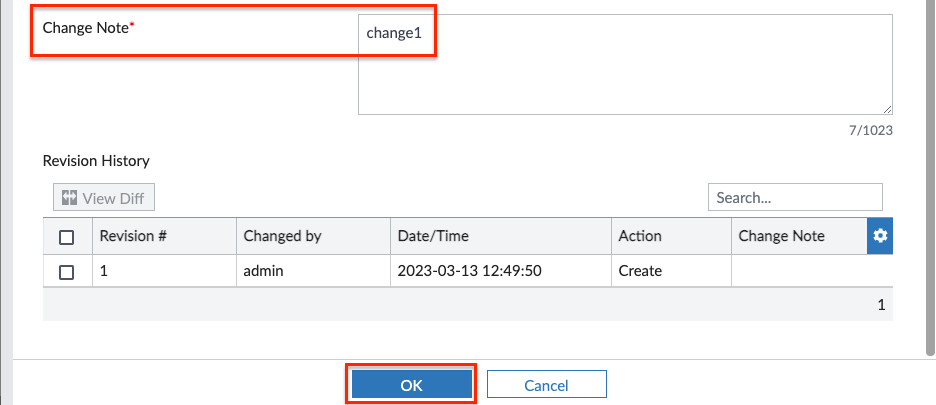 Change Note*
change1
7/1023
Revision History
View Diff
Search...
Revision # Changed by Date/Time Action Change Note
1 admin 2023-03-13 12:49:50 Create
1
OK Cancel